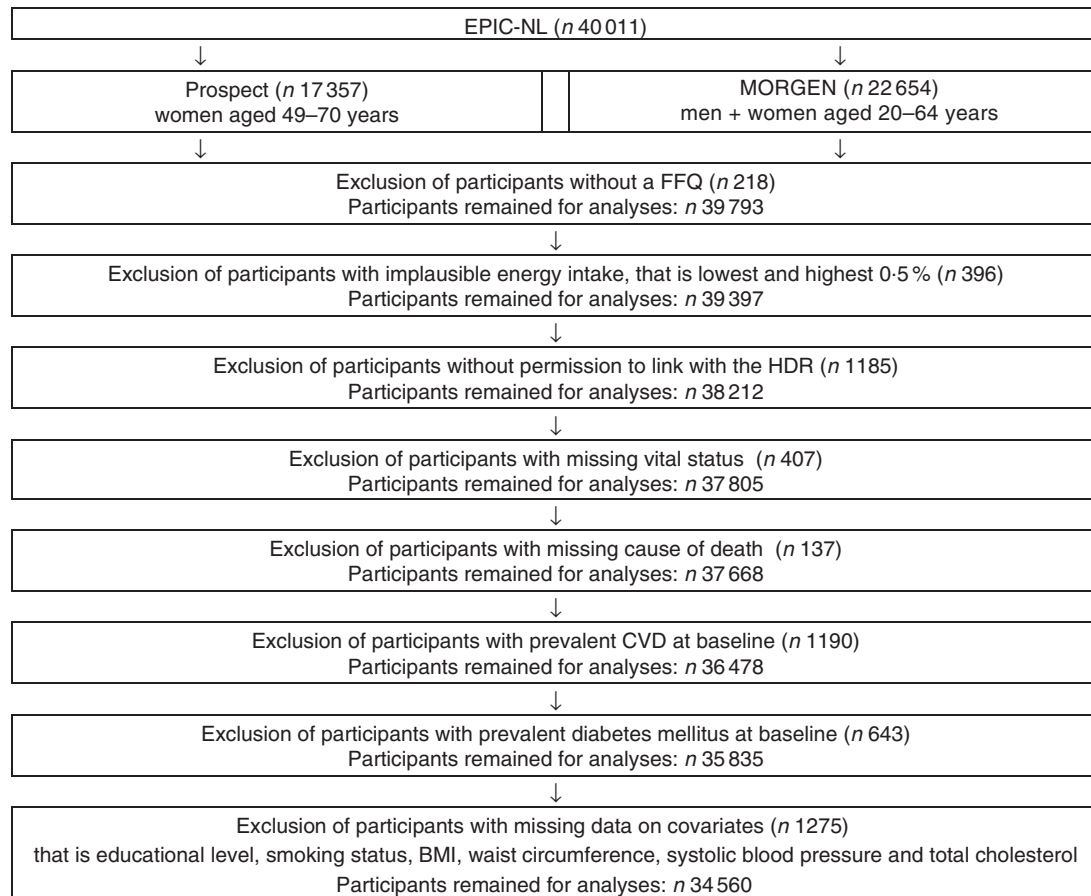 EPIC-NL (n 40 011)
↓ ↓
Prospect (n 17 357)
women aged 49–70 years
MORGEN (n 22 654)
men + women aged 20–64 years
↓ ↓
Exclusion of participants without a FFQ (n 218)
Participants remained for analyses: n 39 793
↓
Exclusion of participants with implausible energy intake, that is lowest and highest 0·5 % (n 396)
Participants remained for analyses: n 39 397
↓
Exclusion of participants without permission to link with the HDR (n 1185)
Participants remained for analyses: n 38 212
↓
Exclusion of participants with missing vital status (n 407)
Participants remained for analyses: n 37 805
↓
Exclusion of participants with missing cause of death (n 137)
Participants remained for analyses: n 37 668
↓
Exclusion of participants with prevalent CVD at baseline (n 1190)
Participants remained for analyses: n 36 478
↓
Exclusion of participants with prevalent diabetes mellitus at baseline (n 643)
Participants remained for analyses: n 35 835
↓
Exclusion of participants with missing data on covariates (n 1275)
that is educational level, smoking status, BMI, waist circumference, systolic blood pressure and total cholesterol
Participants remained for analyses: n 34 560